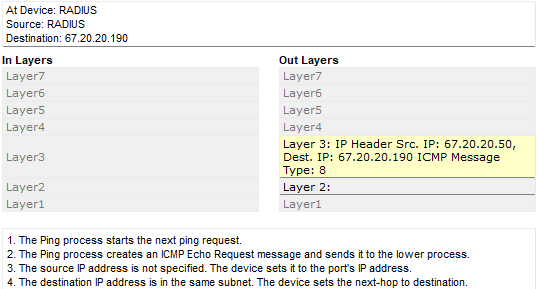 At Device: RADIUS
Source: RADIUS
Destination: 67.20.20.190
In Layers
Out Layers
Layer7
Layer7
Layer6
Layer6
Layer5
Layer5
Layer4
Layer4
Layer3
Layer 3: IP Header Src. IP: 67.20.20.50,
Dest. IP: 67.20.20.190 ICMP Message
Type: 8
Layer2
Layer 2:
Layer1
Layer1
1. The Ping process starts the next ping request.
2. The Ping process creates an ICMP Echo Request message and sends it to the lower process.
3. The source IP address is not specified. The device sets it to the port's IP address.
4. The destination IP address is in the same subnet. The device sets the next-hop to destination.